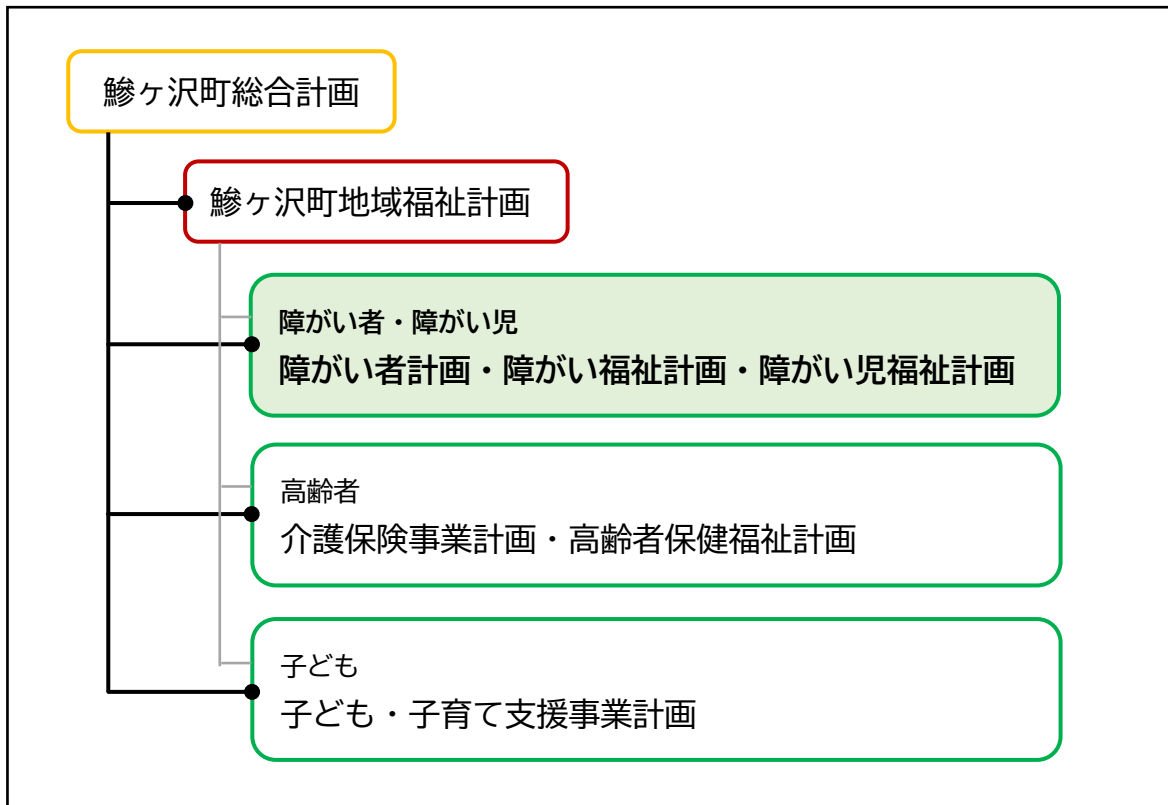 鰺ヶ沢町総合計画
鰺ヶ沢町地域福祉計画
障がい者・障がい児
障がい者計画・障がい福祉計画・障がい児福祉計画
高齢者
介護保険事業計画・高齢者保健福祉計画
子ども
子ども・子育て支援事業計画